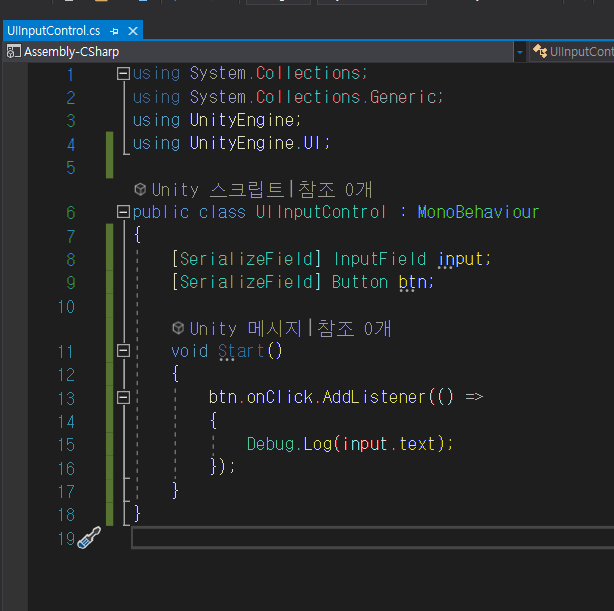 UIInputControl.cs
Assembly-CSharp
UIInputCont
1 using System.Collections;
2 using System.Collections.Generic;
3 using UnityEngine;
4 using UnityEngine.UI;
5
Unity 스크립트|참조 0개
6 public class UIInputControl : MonoBehaviour
7 {
8 [SerializeField] InputField input;
9 [SerializeField] Button btn;
10
Unity 메시지|참조 0개
11 void Start()
12 {
13 btn.onClick.AddListener(() =>
14 {
15 Debug.Log(input.text);
16 });
17 }
18 }
19